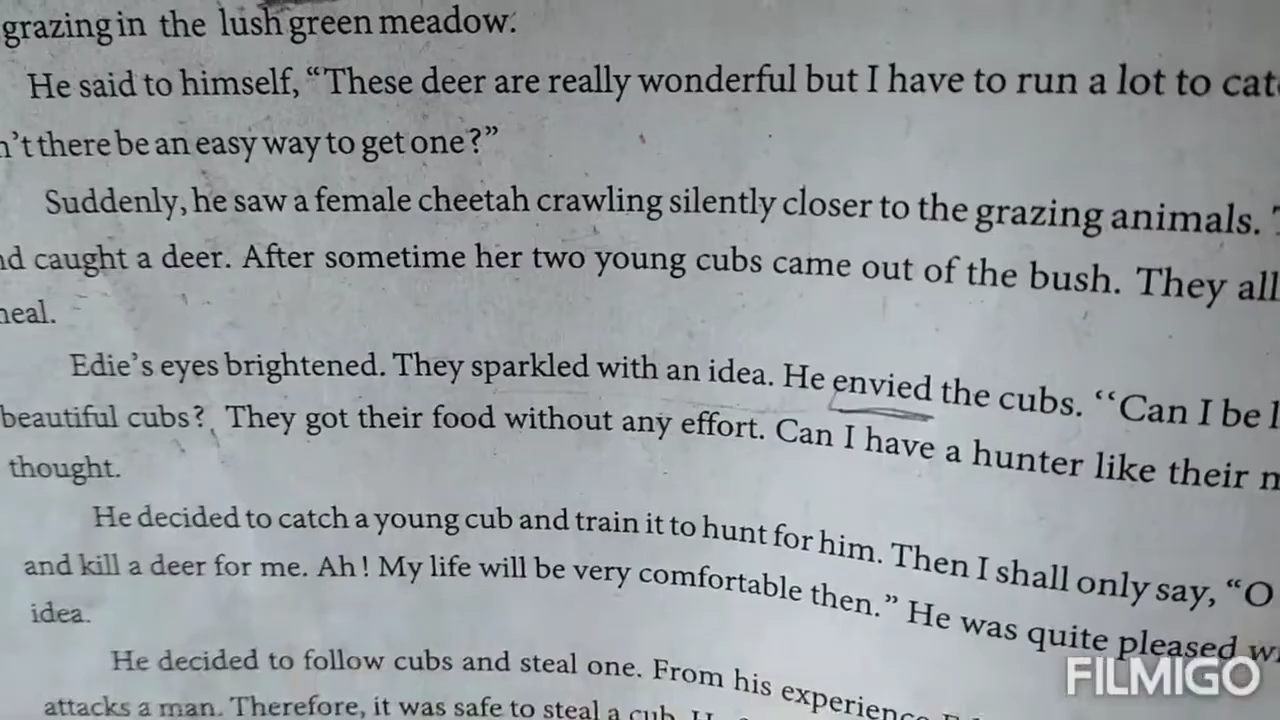 grazing in the lush green meadow.
He said to himself, “These deer are really wonderful but I have to run a lot to
there be an easy way to get one?”
Suddenly, he saw a female cheetah crawling silently closer to the grazing animals.
caught a deer. After sometime her two young cubs came out of the bush. They all
Edie’s eyes brightened. They sparkled with an idea. He envied the cubs. ‘‘Can I be
beautiful cubs? They got their food without any effort. Can I have a hunter like their
thought.
He decided to catch a young cub and train it to hunt for him. Then I shall only say, “O
and kill a deer for me. Ah! My life will be very comfortable then.” He was quite pleased
idea.
He decided to follow cubs and steal one. From his experience
attacks a man. Therefore, it was safe to steal a cub.
FILMIGO